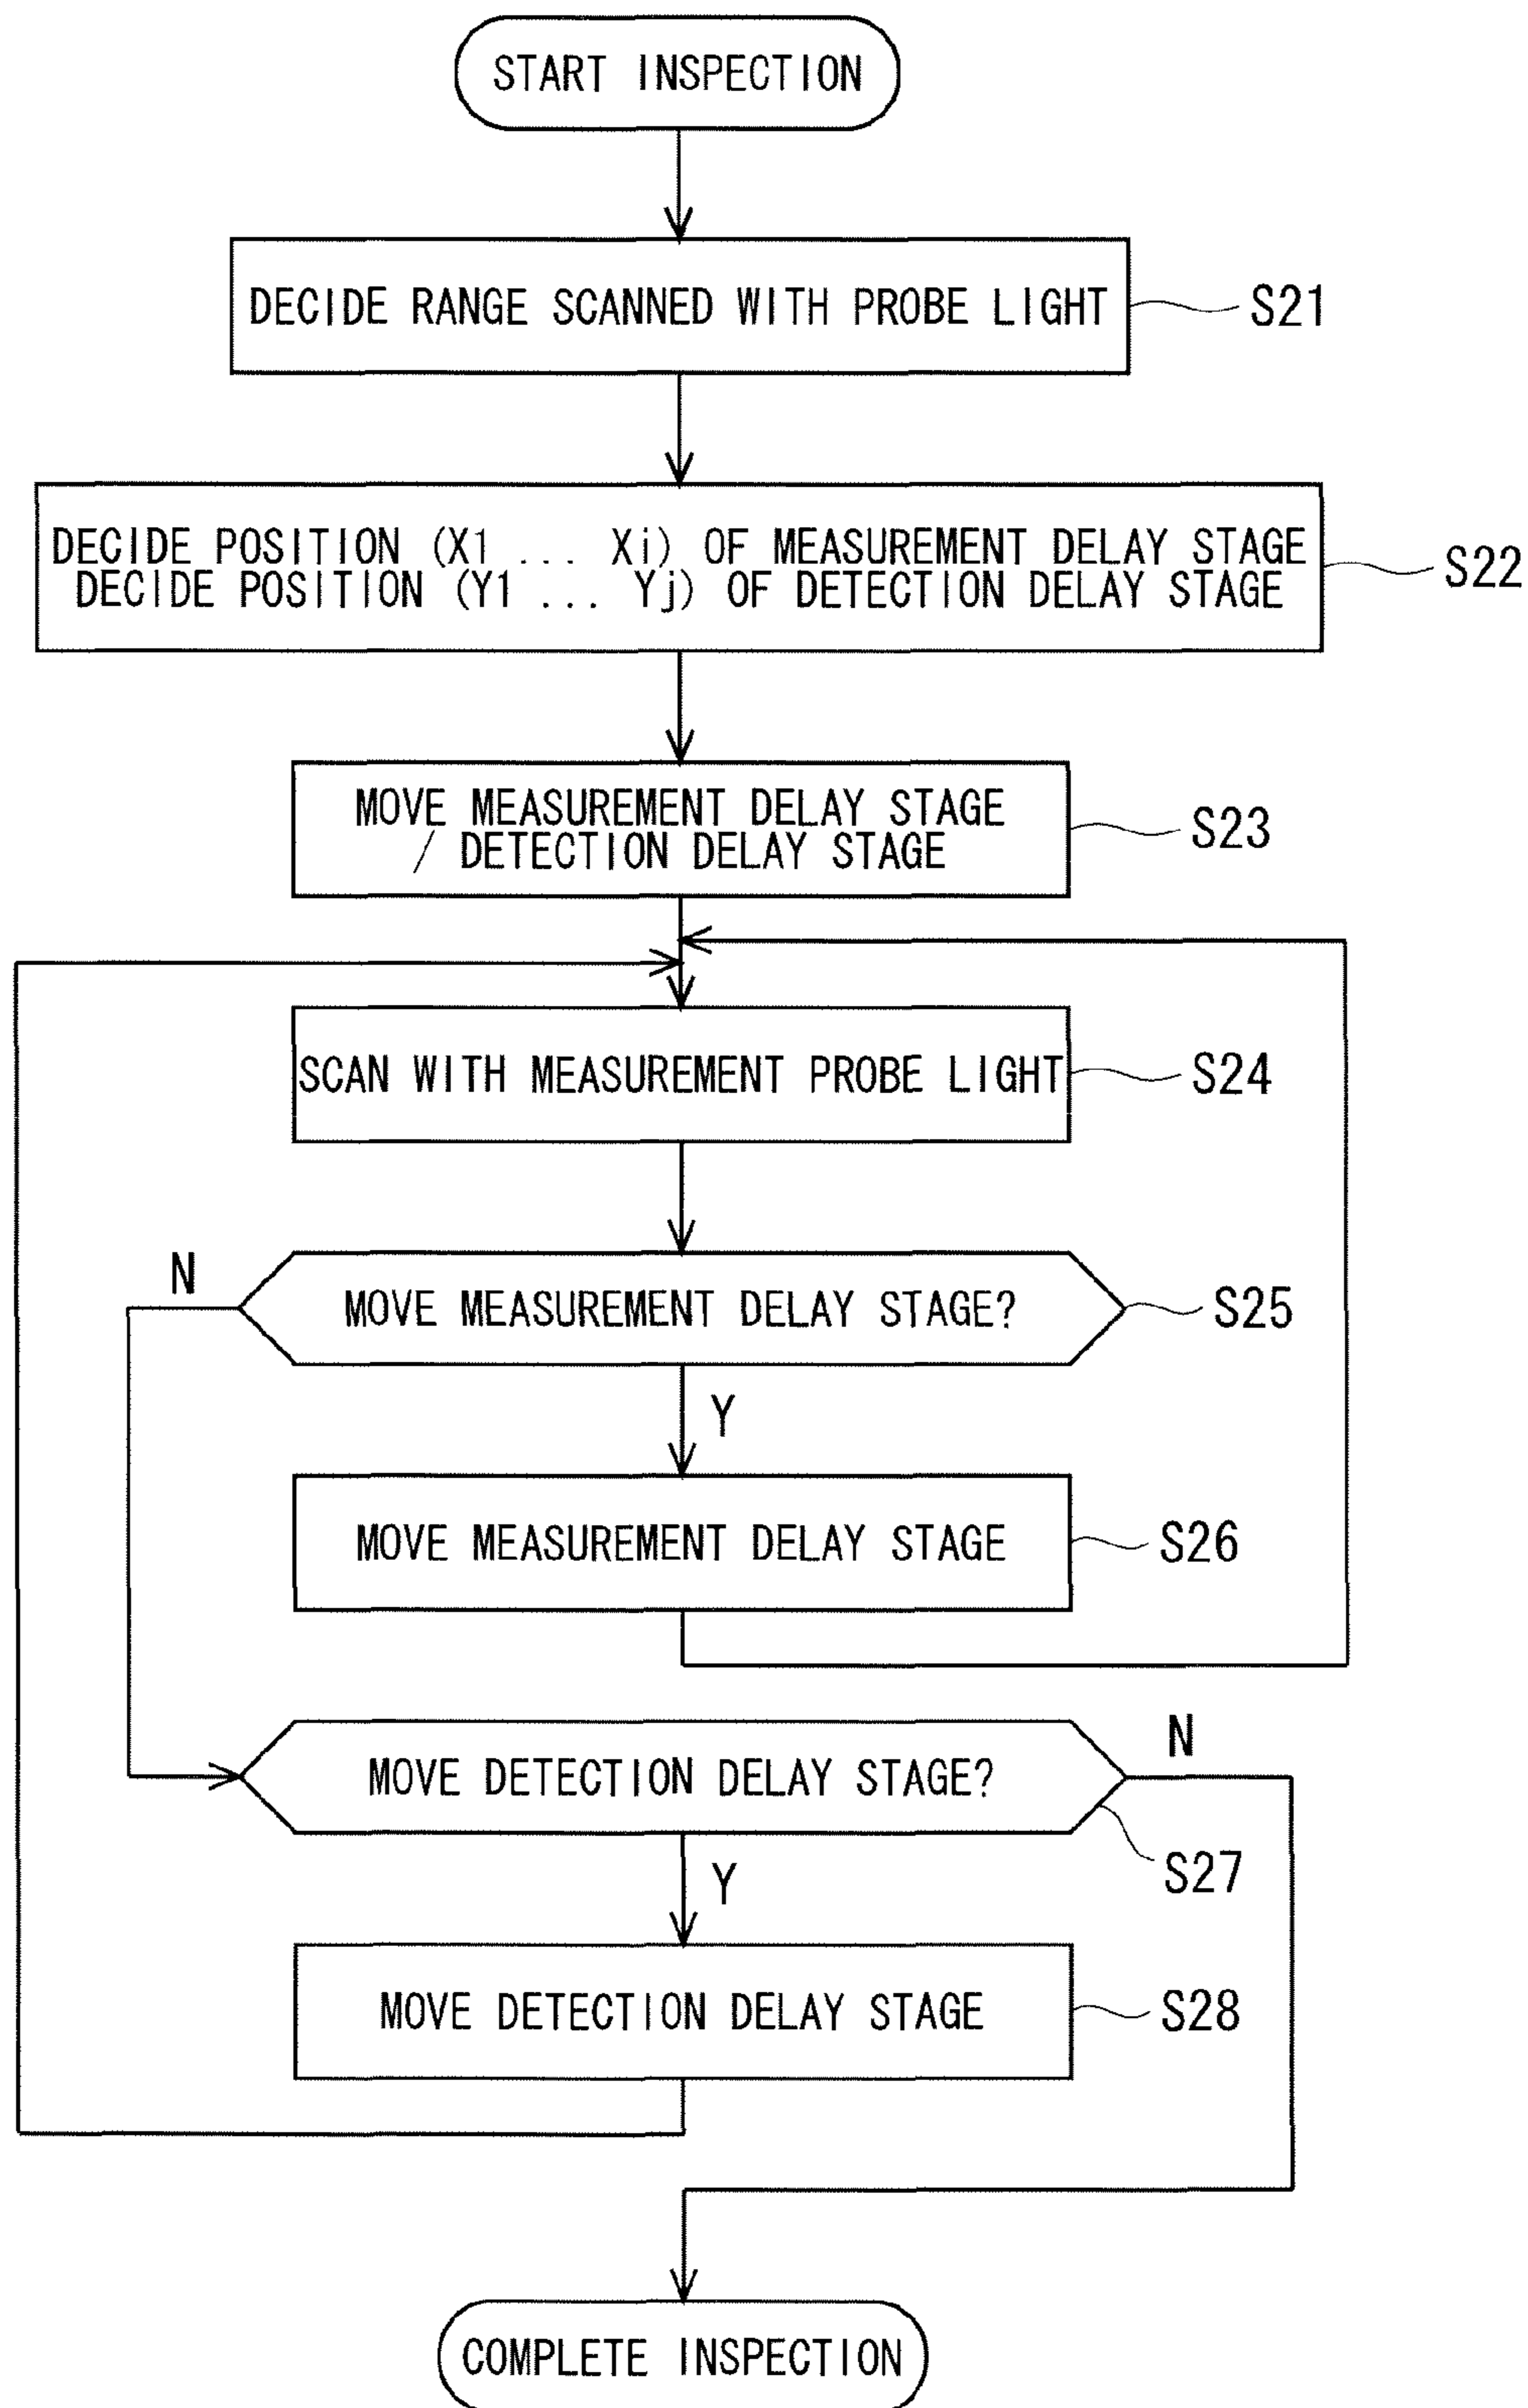 START INSPECTION
DECIDE RANGE SCANNED WITH PROBE LIGHT
S21
DECIDE POSITION (X1 ... Xi) OF MEASUREMENT DELAY STAGE
DECIDE POSITION (Y1 ... Yj) OF DETECTION DELAY STAGE
S22
MOVE MEASUREMENT DELAY STAGE
/ DETECTION DELAY STAGE
S23
SCAN WITH MEASUREMENT PROBE LIGHT
S24
N
MOVE MEASUREMENT DELAY STAGE?
S25
Y
MOVE MEASUREMENT DELAY STAGE
S26
MOVE DETECTION DELAY STAGE?
N
S27
Y
MOVE DETECTION DELAY STAGE
S28
COMPLETE INSPECTION